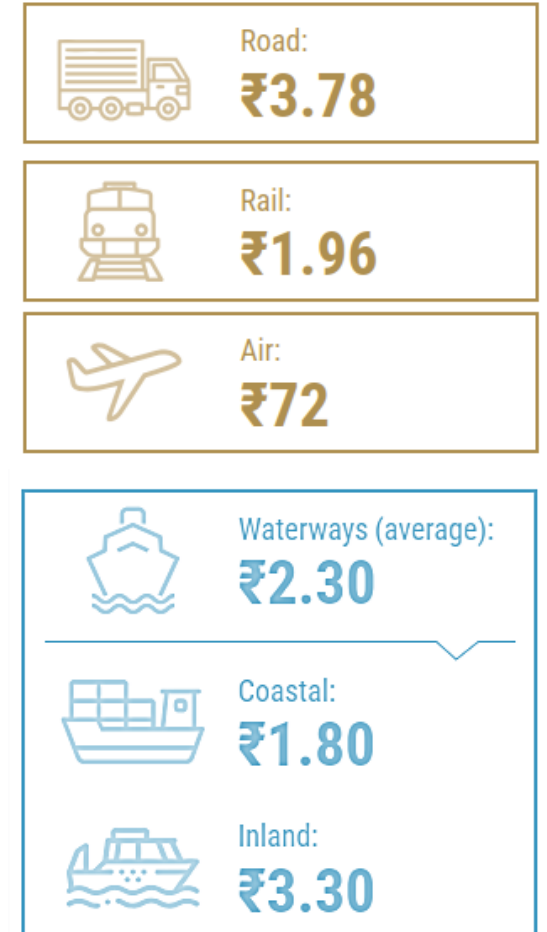 Road:
₹3.78
Rail:
₹1.96
Air:
₹72
Waterways (average):
₹2.30
Coastal:
₹1.80
Inland:
₹3.30